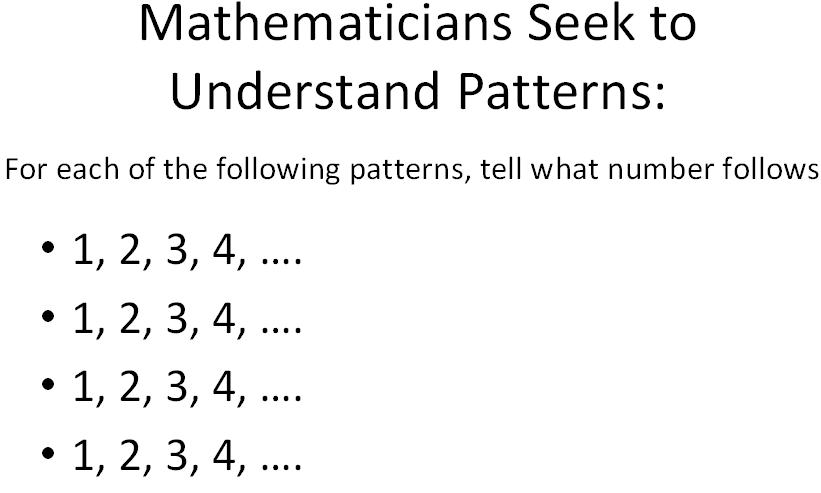 Mathematicians Seek to
Understand Patterns:
For each of the following patterns, tell what number follows
• 1, 2, 3, 4, ....
• 1, 2, 3, 4, ....
• 1, 2, 3, 4, ....
• 1, 2, 3, 4, ....